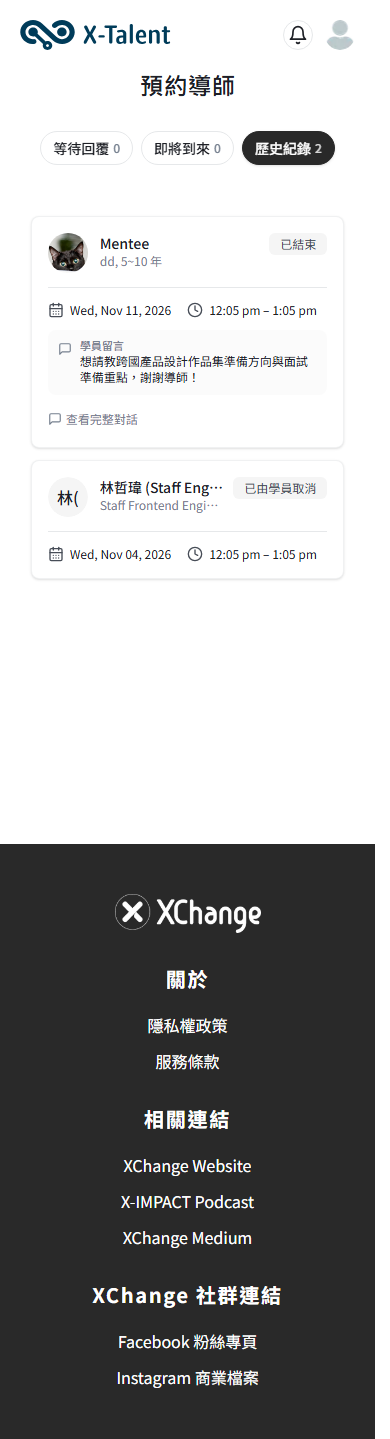 X-Talent
預約導師
等待回覆 0
即將到來 0
歷史紀錄 2
Mentee
已結束
dd, 5~10 年
Wed, Nov 11, 2026
12:05 pm – 1:05 pm
學員留言
想請教跨國產品設計作品集準備方向與面試
準備重點，謝謝導師！
查看完整對話
林(
林哲瑋 (Staff Eng…
已由學員取消
Staff Frontend Engi…
Wed, Nov 04, 2026
12:05 pm – 1:05 pm
XChange
關於
隱私權政策
服務條款
相關連結
XChange Website
X-IMPACT Podcast
XChange Medium
XChange 社群連結
Facebook 粉絲專頁
Instagram 商業檔案